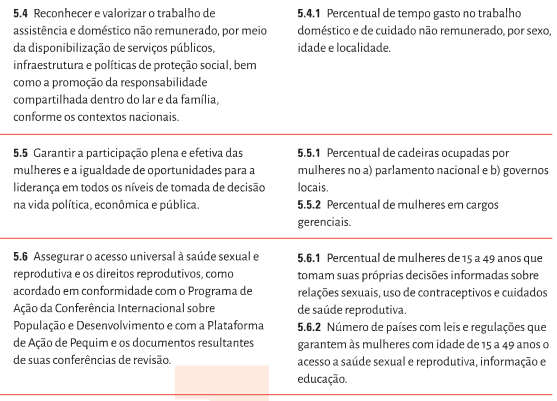 5.4 Reconhecer e valorizar o trabalho de
assistência e doméstico não remunerado, por meio
da disponibilização de serviços públicos,
infraestrutura e políticas de proteção social, bem
como a promoção da responsabilidade
compartilhada dentro do lar e da família,
conforme os contextos nacionais.
5.4.1 Percentual de tempo gasto no trabalho
doméstico e de cuidado não remunerado, por sexo,
idade e localidade.
5.5 Garantir a participação plena e efetiva das
mulheres e a igualdade de oportunidades para a
liderança em todos os níveis de tomada de decisão
na vida política, econômica e pública.
5.5.1 Percentual de cadeiras ocupadas por
mulheres no a) parlamento nacional e b) governos
locais.
5.5.2 Percentual de mulheres em cargos
gerenciais.
5.6 Assegurar o acesso universal à saúde sexual e
reprodutiva e os direitos reprodutivos, como
acordado em conformidade com o Programa de
Ação da Conferência Internacional sobre
População e Desenvolvimento e com a Plataforma
de Ação de Pequim e os documentos resultantes
de suas conferências de revisão.
5.6.1 Percentual de mulheres de 15 a 49 anos que
tomam suas próprias decisões informadas sobre
relações sexuais, uso de contraceptivos e cuidados
de saúde reprodutiva.
5.6.2 Número de países com leis e regulações que
garantem às mulheres com idade de 15 a 49 anos o
acesso a saúde sexual e reprodutiva, informação e
educação.